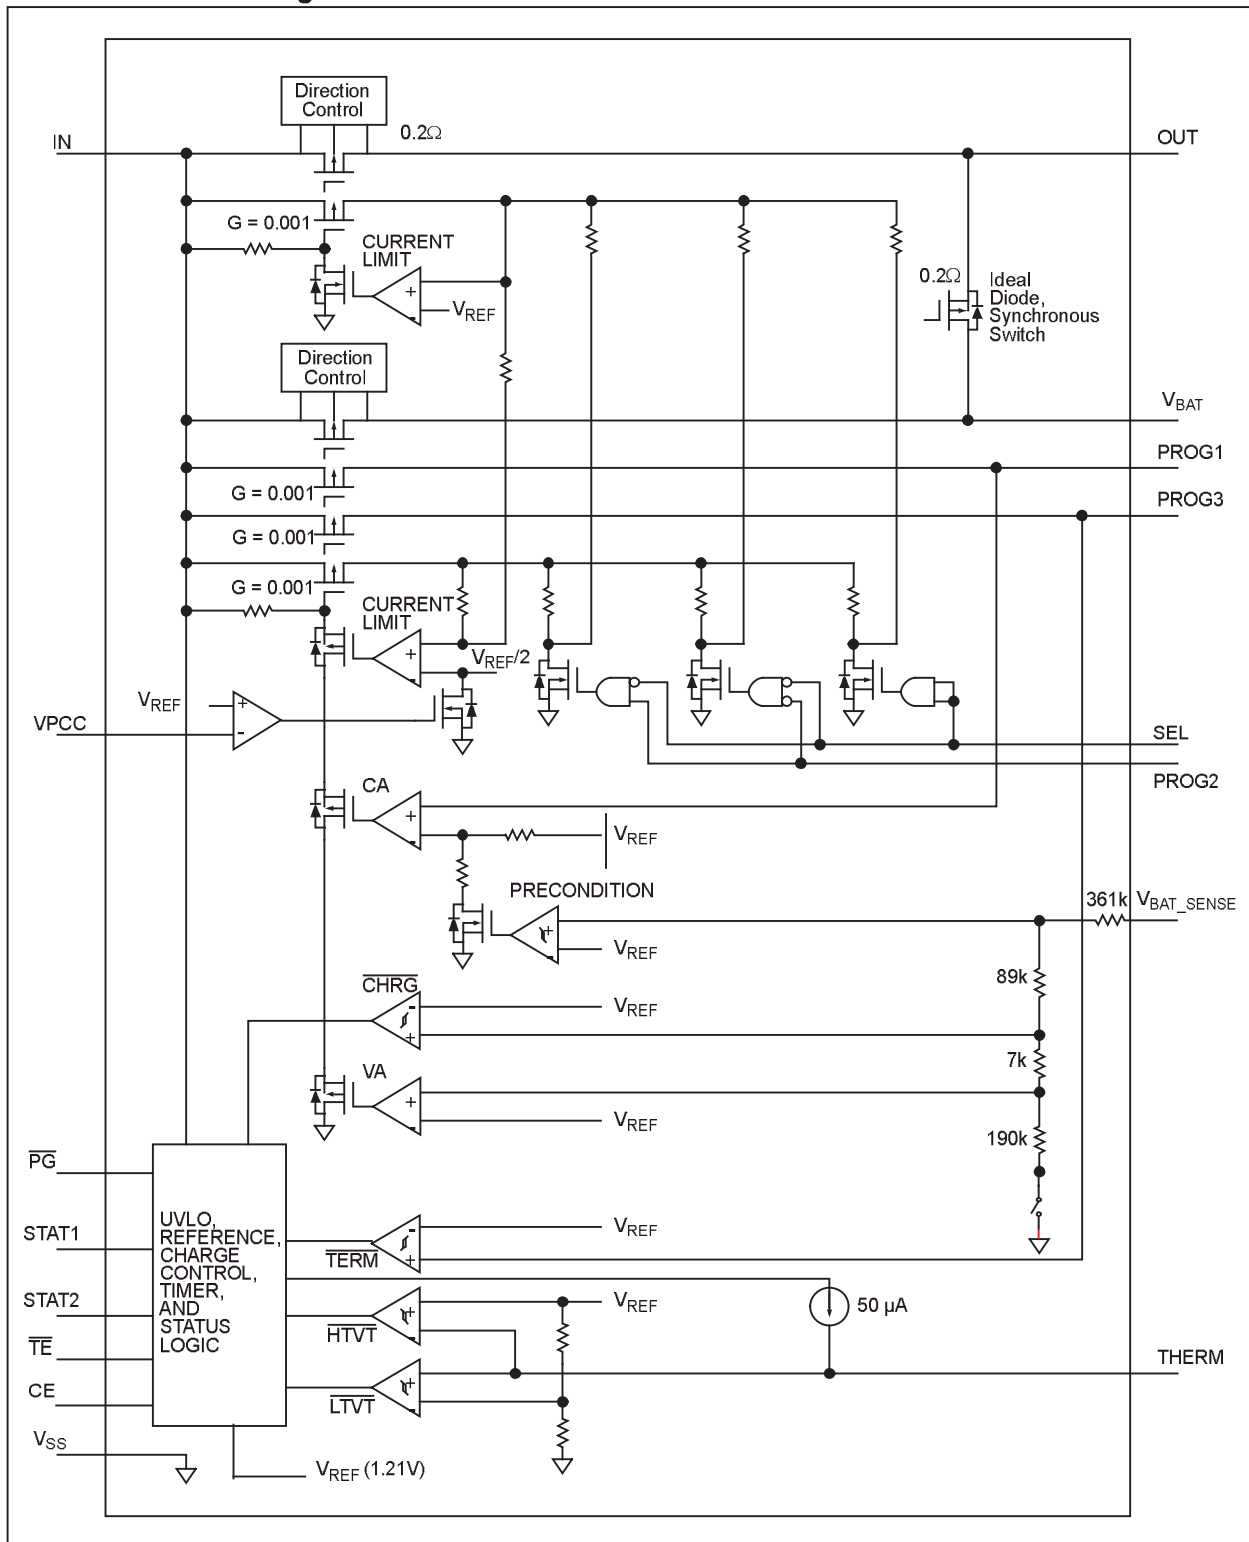 Direction
Control
0.2Ω
IN
OUT
G = 0.001
CURRENT
LIMIT
VREF
0.2Ω
Ideal
Diode,
Synchronous
Switch
Direction
Control
VBAT
PROG1
G = 0.001
PROG3
G = 0.001
G = 0.001
CURRENT
LIMIT
VREF/2
VREF
VPCC
SEL
PROG2
CA
VREF
PRECONDITION
361k
VBAT_SENSE
VREF
89k
CHRG
VREF
7k
VA
VREF
190k
PG
UVLO,
REFERENCE,
CHARGE
CONTROL,
TIMER,
AND
STATUS
LOGIC
STAT1
VREF
TERM
STAT2
VREF
50 µA
HTVT
TE
THERM
CE
LTVT
VSS
VREF (1.21V)